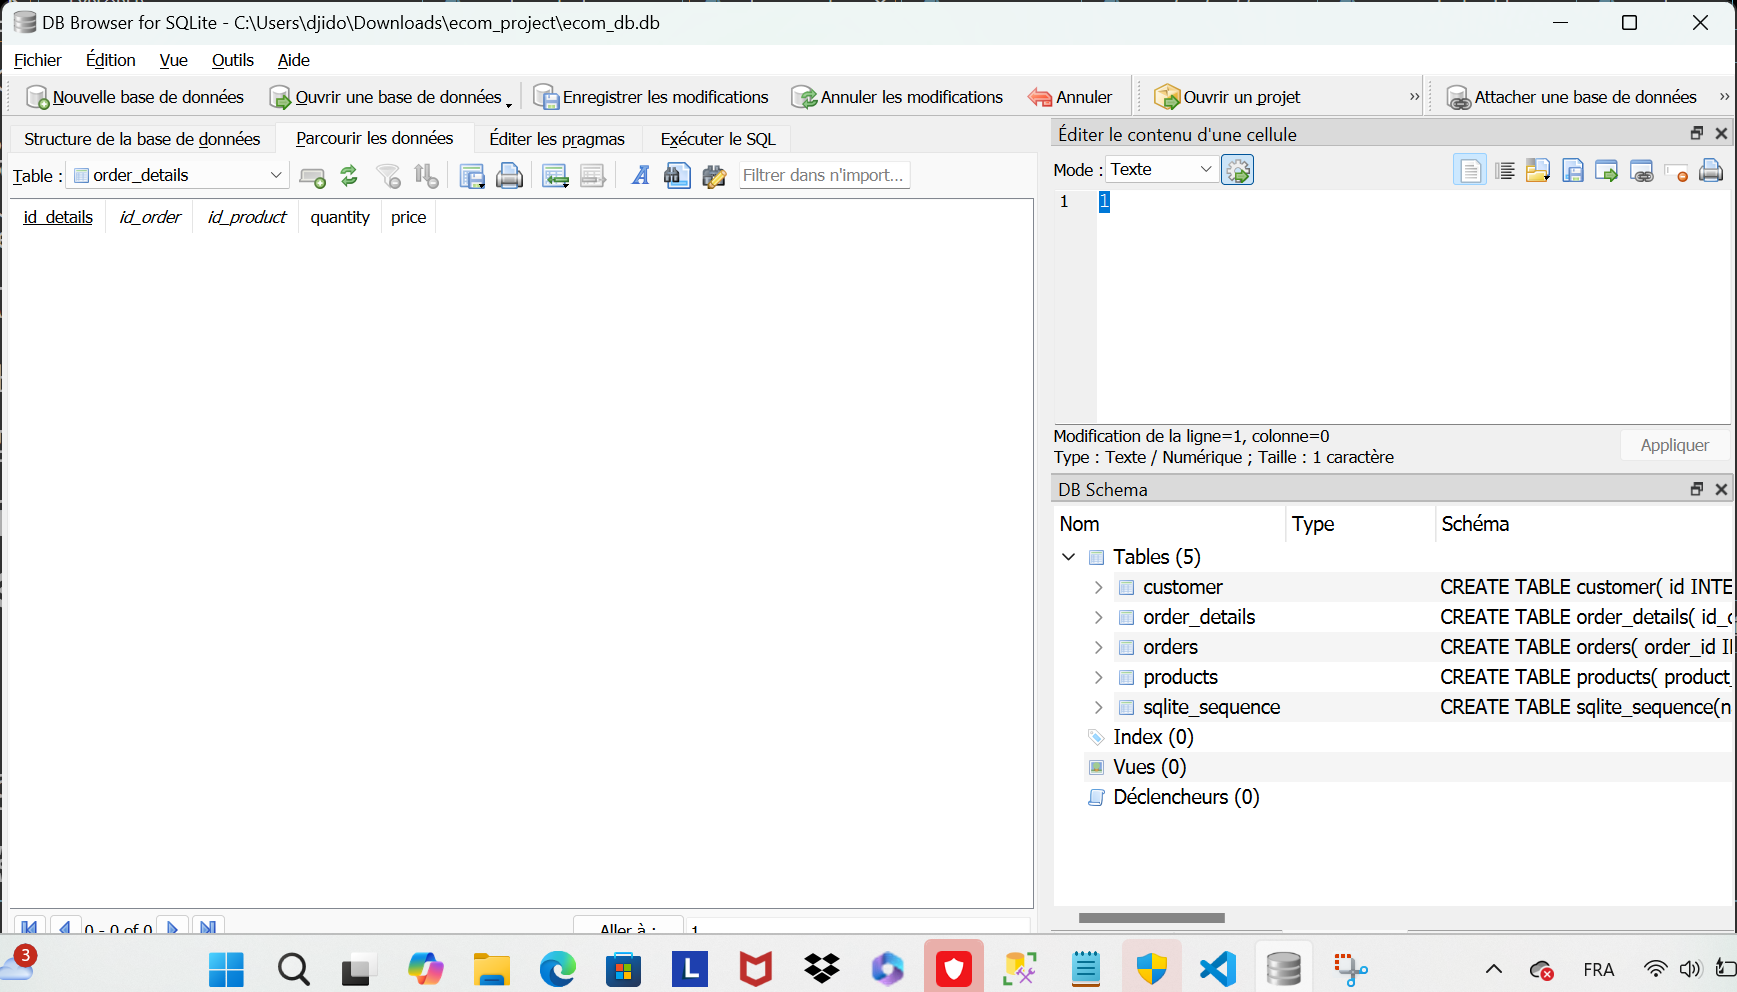 DB Browser for SQLite - C:\Users\djido\Downloads\ecom_project\ecom_db.db
Fichier Édition Vue Outils Aide
Nouvelle base de données Ouvrir une base de données Enregistrer les modifications Annuler les modifications Annuler Ouvrir un projet » Attacher une base de données »
Structure de la base de données Parcourir les données Éditer les pragmas Exécuter le SQL
Table : order_details Filtrer dans n'import...
id_details id_order id_product quantity price
0 - 0 of 0 Aller à : 1
Éditer le contenu d'une cellule
Mode : Texte
1 1
Modification de la ligne=1, colonne=0
Type : Texte / Numérique ; Taille : 1 caractère
Appliquer
DB Schema
Nom Type Schéma
Tables (5)
customer CREATE TABLE customer( id INTE
order_details CREATE TABLE order_details( id_
orders CREATE TABLE orders( order_id
products CREATE TABLE products( product_
sqlite_sequence CREATE TABLE sqlite_sequence(n
Index (0)
Vues (0)
Déclencheurs (0)
3 L FRA